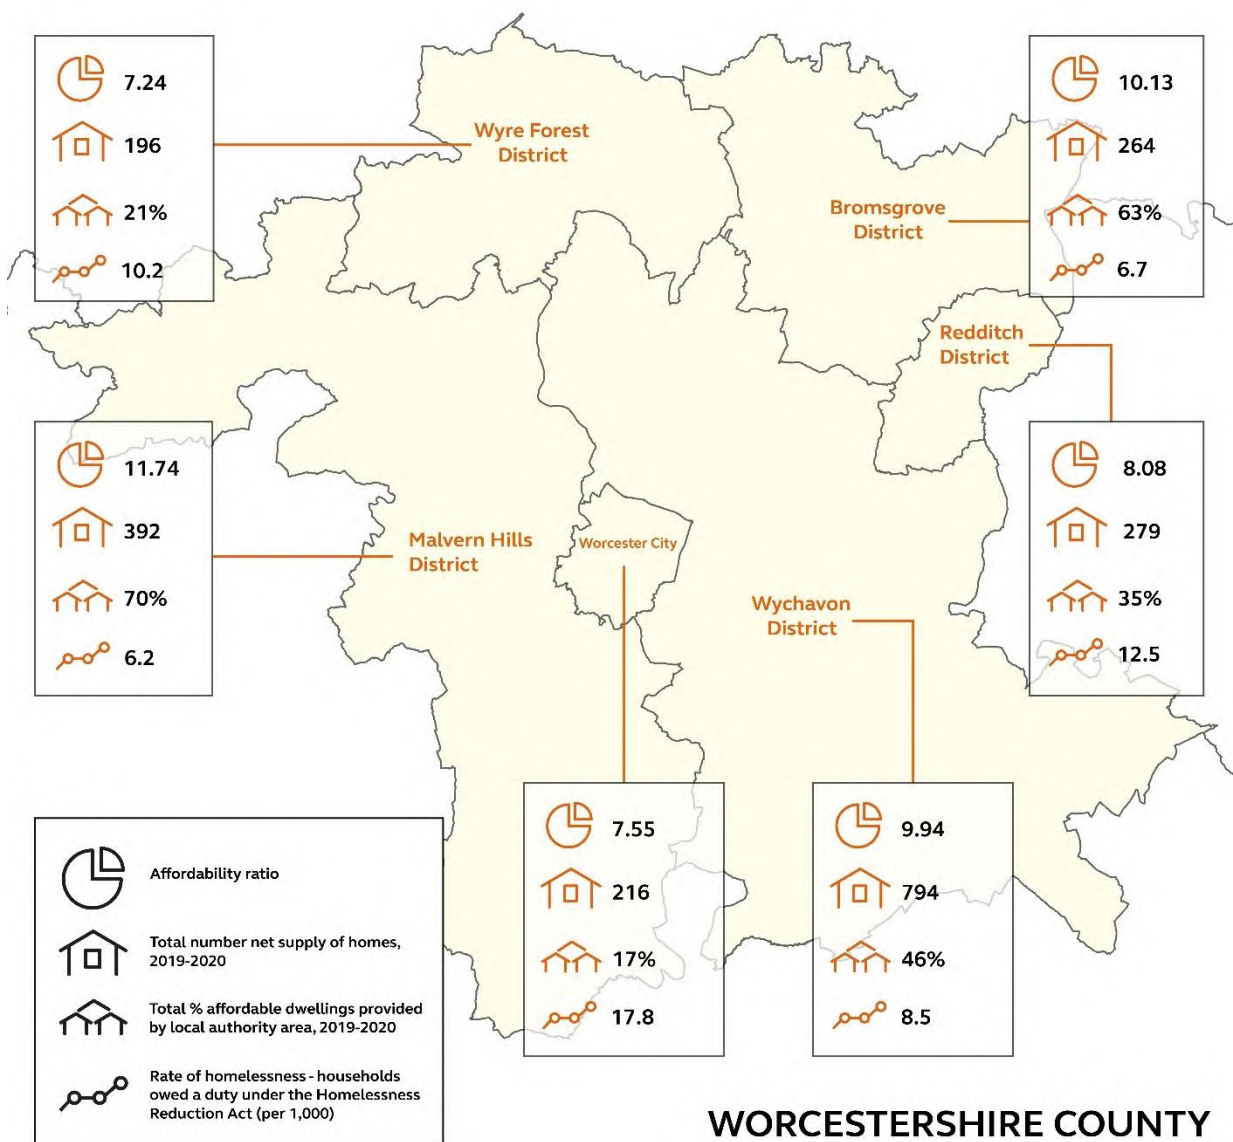 7.24
196
21%
10.2
Wyre Forest
District
10.13
264
63%
6.7
Bromsgrove
District
Redditch
District
11.74
392
70%
6.2
Malvern Hills
District
Worcester City
Wychavon
District
8.08
279
35%
12.5
7.55
216
17%
17.8
9.94
794
46%
8.5
Affordability ratio
Total number net supply of homes,
2019-2020
Total % affordable dwellings provided
by local authority area, 2019-2020
Rate of homelessness - households
owed a duty under the Homelessness
Reduction Act (per 1,000)
WORCESTERSHIRE COUNTY